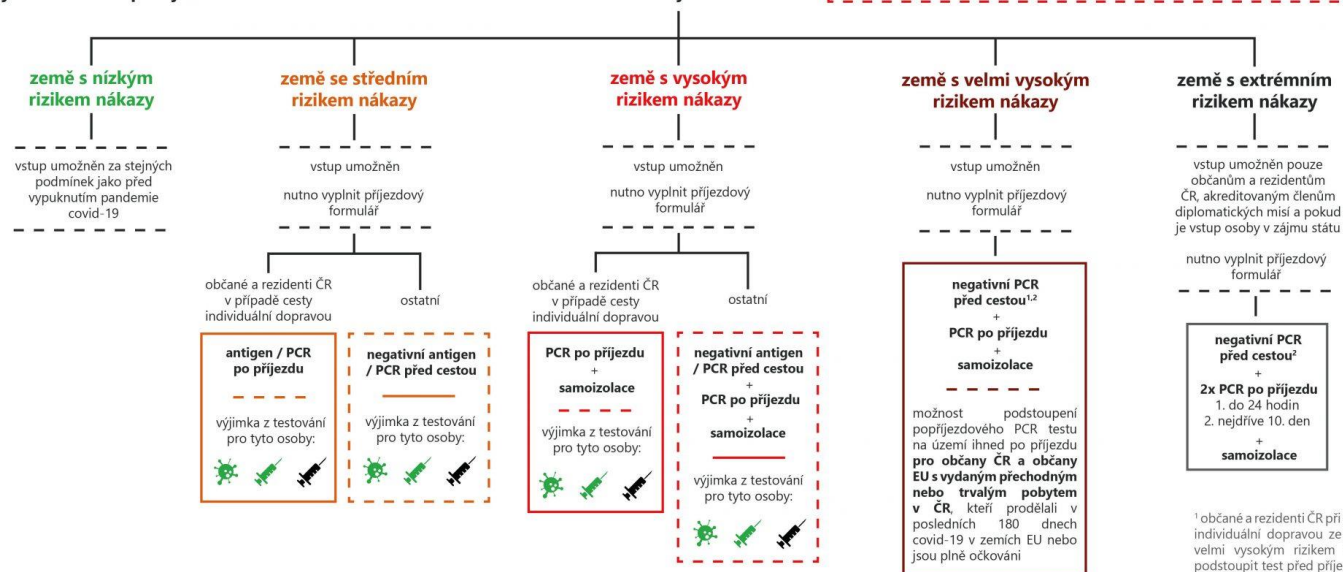 země s nízkým
rizikem nákazy
vstup umožněn za stejných
podmínek jako před
vypuknutím pandemie
covid-19
země se středním
rizikem nákazy
vstup umožněn
nutno vyplnit příjezdový
formulář
občané a rezidenti ČR
v případě cesty
individuální dopravou
antigen / PCR
po příjezdu
výjimka z testování
pro tyto osoby:
ostatní
negativní antigen
/ PCR před cestou
výjimka z testování
pro tyto osoby:
země s vysokým
rizikem nákazy
vstup umožněn
nutno vyplnit příjezdový
formulář
občané a rezidenti ČR
v případě cesty
individuální dopravou
PCR po příjezdu
+
samoizolace
výjimka z testování
pro tyto osoby:
ostatní
negativní antigen
/ PCR před cestou
+
PCR po příjezdu
+
samoizolace
výjimka z testování
pro tyto osoby:
země s velmi vysokým
rizikem nákazy
vstup umožněn
nutno vyplnit příjezdový
formulář
negativní PCR
před cestou¹,²
+
PCR po příjezdu
+
samoizolace
možnost podstoupení
popříjezdového PCR testu
na území ihned po příjezdu
pro občany ČR a občany
EU s vydaným přechodným
nebo trvalým pobytem
v ČR, kteří prodělali v
posledních 180 dnech
covid-19 v zemích EU nebo
jsou plně očkováni
země s extrémním
rizikem nákazy
vstup umožněn pouze
občanům a rezidentům
ČR, akreditovaným členům
diplomatických misí a pokud
je vstup osoby v zájmu státu
nutno vyplnit příjezdový
formulář
negativní PCR
před cestou²
+
2x PCR po příjezdu
1. do 24 hodin
2. nejdříve 10. den
+
samoizolace
¹ občané a rezidenti ČR při
individuální dopravou ze
velmi vysokým rizikem
podstoupit test před příje